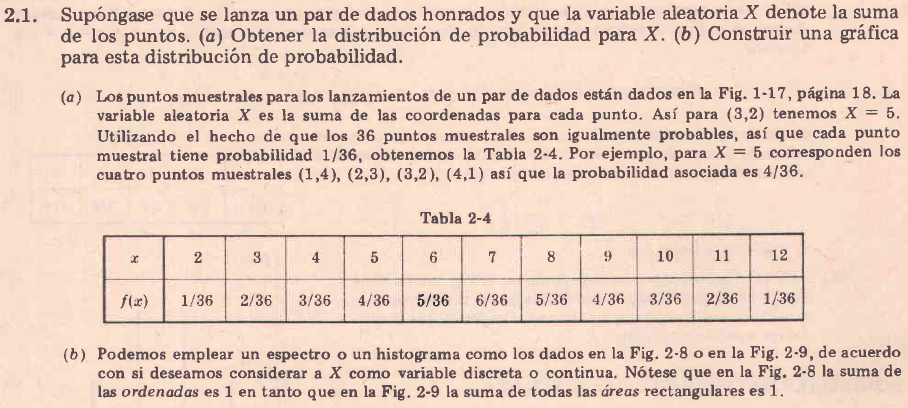 2.1. Supóngase que se lanza un par de dados honrados y que la variable aleatoria X denote la suma
de los puntos. (a) Obtener la distribución de probabilidad para X. (b) Construir una gráfica
para esta distribución de probabilidad.
(a) Los puntos muestrales para los lanzamientos de un par de dados están dados en la Fig. 1-17, página 18. La
variable aleatoria X es la suma de las coordenadas para cada punto. Así para (3,2) tenemos X = 5.
Utilizando el hecho de que los 36 puntos muestrales son igualmente probables, así que cada punto
muestral tiene probabilidad 1/36, obtenemos la Tabla 2-4. Por ejemplo, para X = 5 corresponden los
cuatro puntos muestrales (1,4), (2,3), (3,2), (4,1) así que la probabilidad asociada es 4/36.
Tabla 2-4
x 2 3 4 5 6 7 8 9 10 11 12
f(x) 1/36 2/36 3/36 4/36 5/36 6/36 5/36 4/36 3/36 2/36 1/36
(b) Podemos emplear un espectro o un histograma como los dados en la Fig. 2-8 o en la Fig. 2-9, de acuerdo
con si deseamos considerar a X como variable discreta o continua. Nótese que en la Fig. 2-8 la suma de
las ordenadas es 1 en tanto que en la Fig. 2-9 la suma de todas las áreas rectangulares es 1.